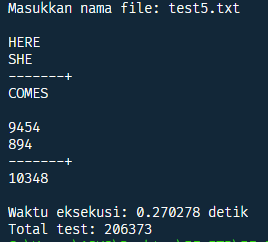 Masukkan nama file: test5.txt
HERE
SHE
-------+
COMES
9454
894
-------+
10348
Waktu eksekusi: 0.270278 detik
Total test: 206373